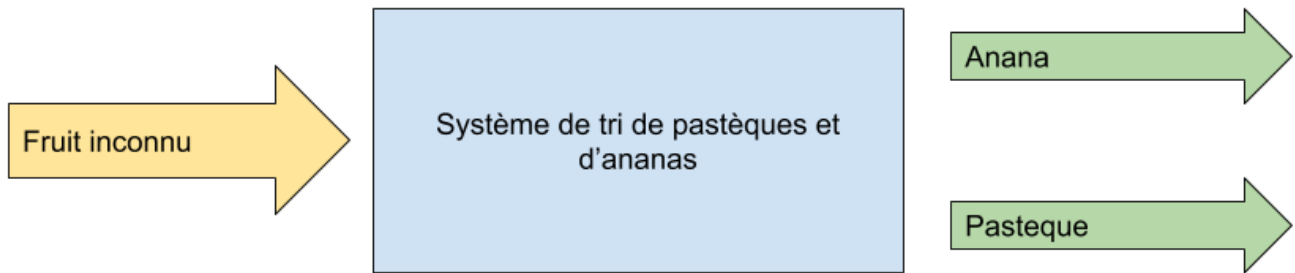 Fruit inconnu
Système de tri de pastèques et
d'ananas
Anana
Pasteque